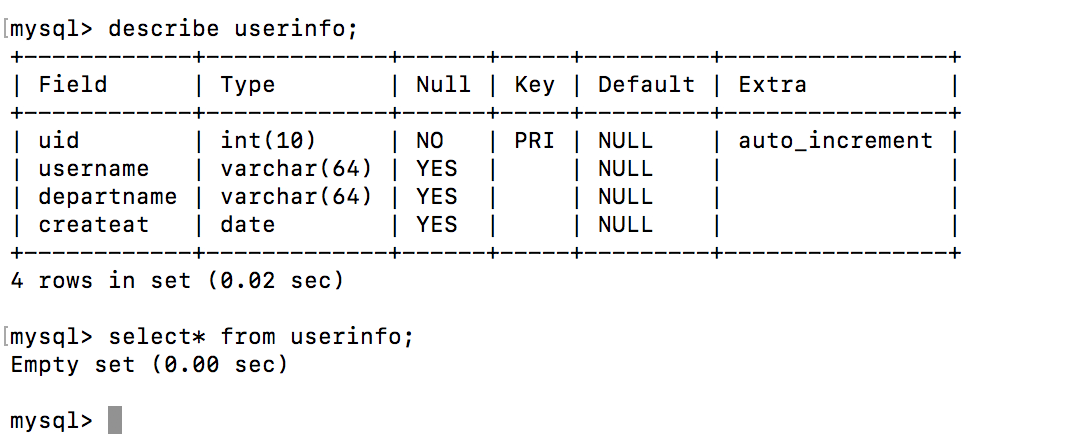 [mysql> describe userinfo;
+------------+-------------+------+-----+---------+----------------+
| Field      | Type        | Null | Key | Default | Extra          |
+------------+-------------+------+-----+---------+----------------+
| uid        | int(10)     | NO   | PRI | NULL    | auto_increment |
| username   | varchar(64) | YES  |     | NULL    |                |
| departname | varchar(64) | YES  |     | NULL    |                |
| createat   | date        | YES  |     | NULL    |                |
+------------+-------------+------+-----+---------+----------------+
4 rows in set (0.02 sec)
[mysql> select* from userinfo;
Empty set (0.00 sec)
mysql>